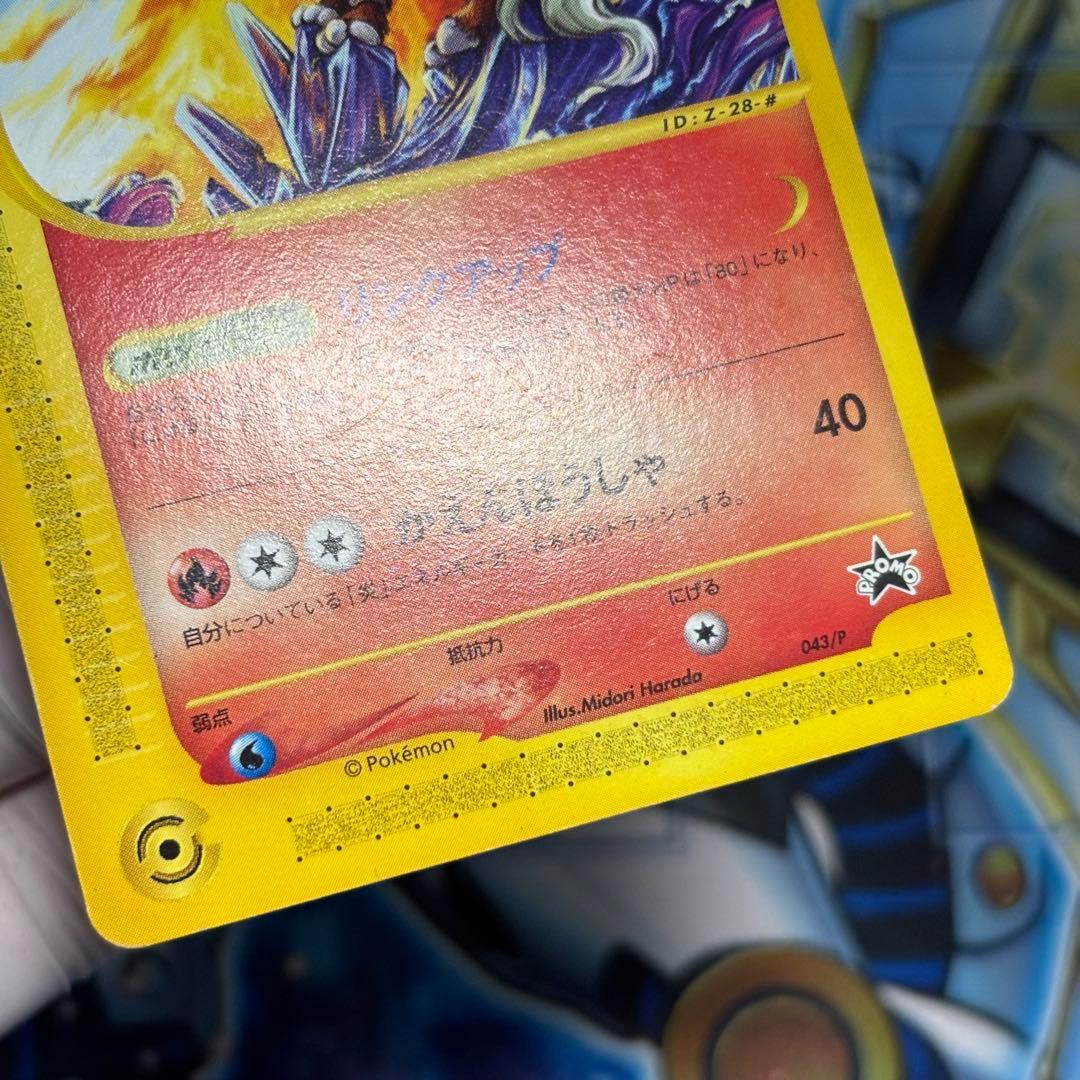 ID:Z-28-#
リンクアップ
は「80」になり、
40
かえんほうしゃ
自分についている「炎」エネルギーカードを1枚トラッシュする。
PROMO
弱点
抵抗力
にげる
043/P
Illus.Midori Harada
© Pokémon